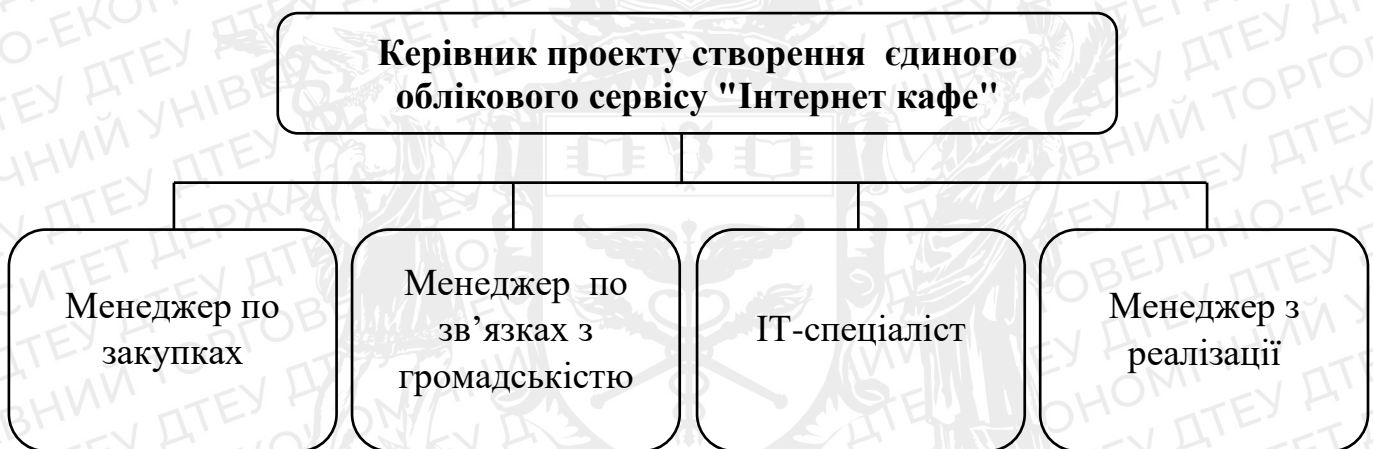 Керівник проекту створення єдиного
облікового сервісу "Інтернет кафе"
Менеджер по
закупках
Менеджер по
зв’язках з
громадськістю
ІТ-спеціаліст
Менеджер з
реалізації